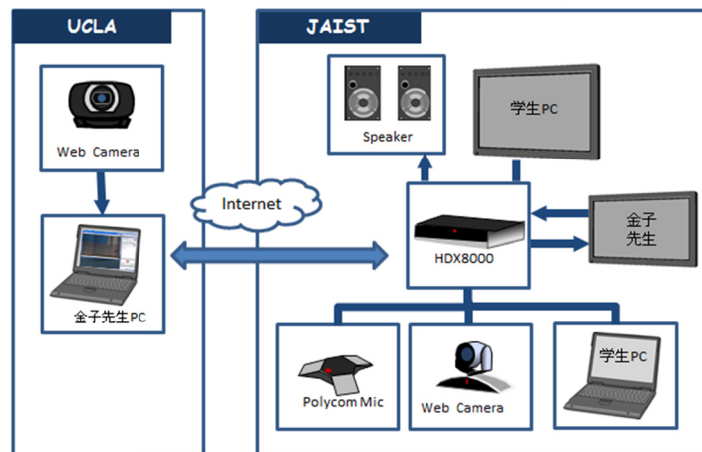 UCLA
JAIST
Web Camera
金子先生PC
Internet
Speaker
学生PC
HDX8000
金子
先生
Polycom Mic
Web Camera
学生PC